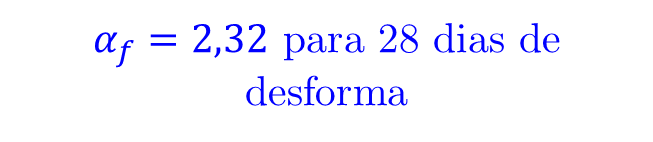 α_f = 2,32 para 28 dias de
desforma